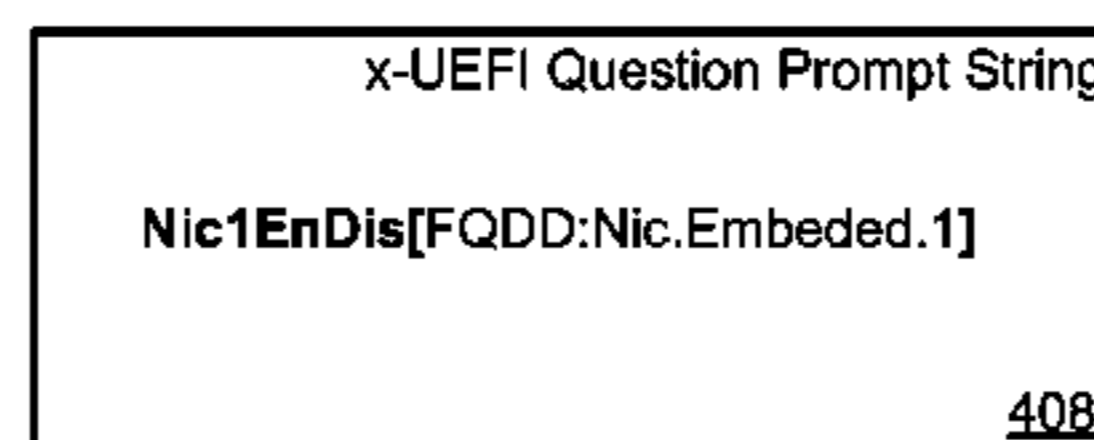 x-UEFI Question Prompt String
Nic1EnDis[FQDD:Nic.Embeded.1]
408